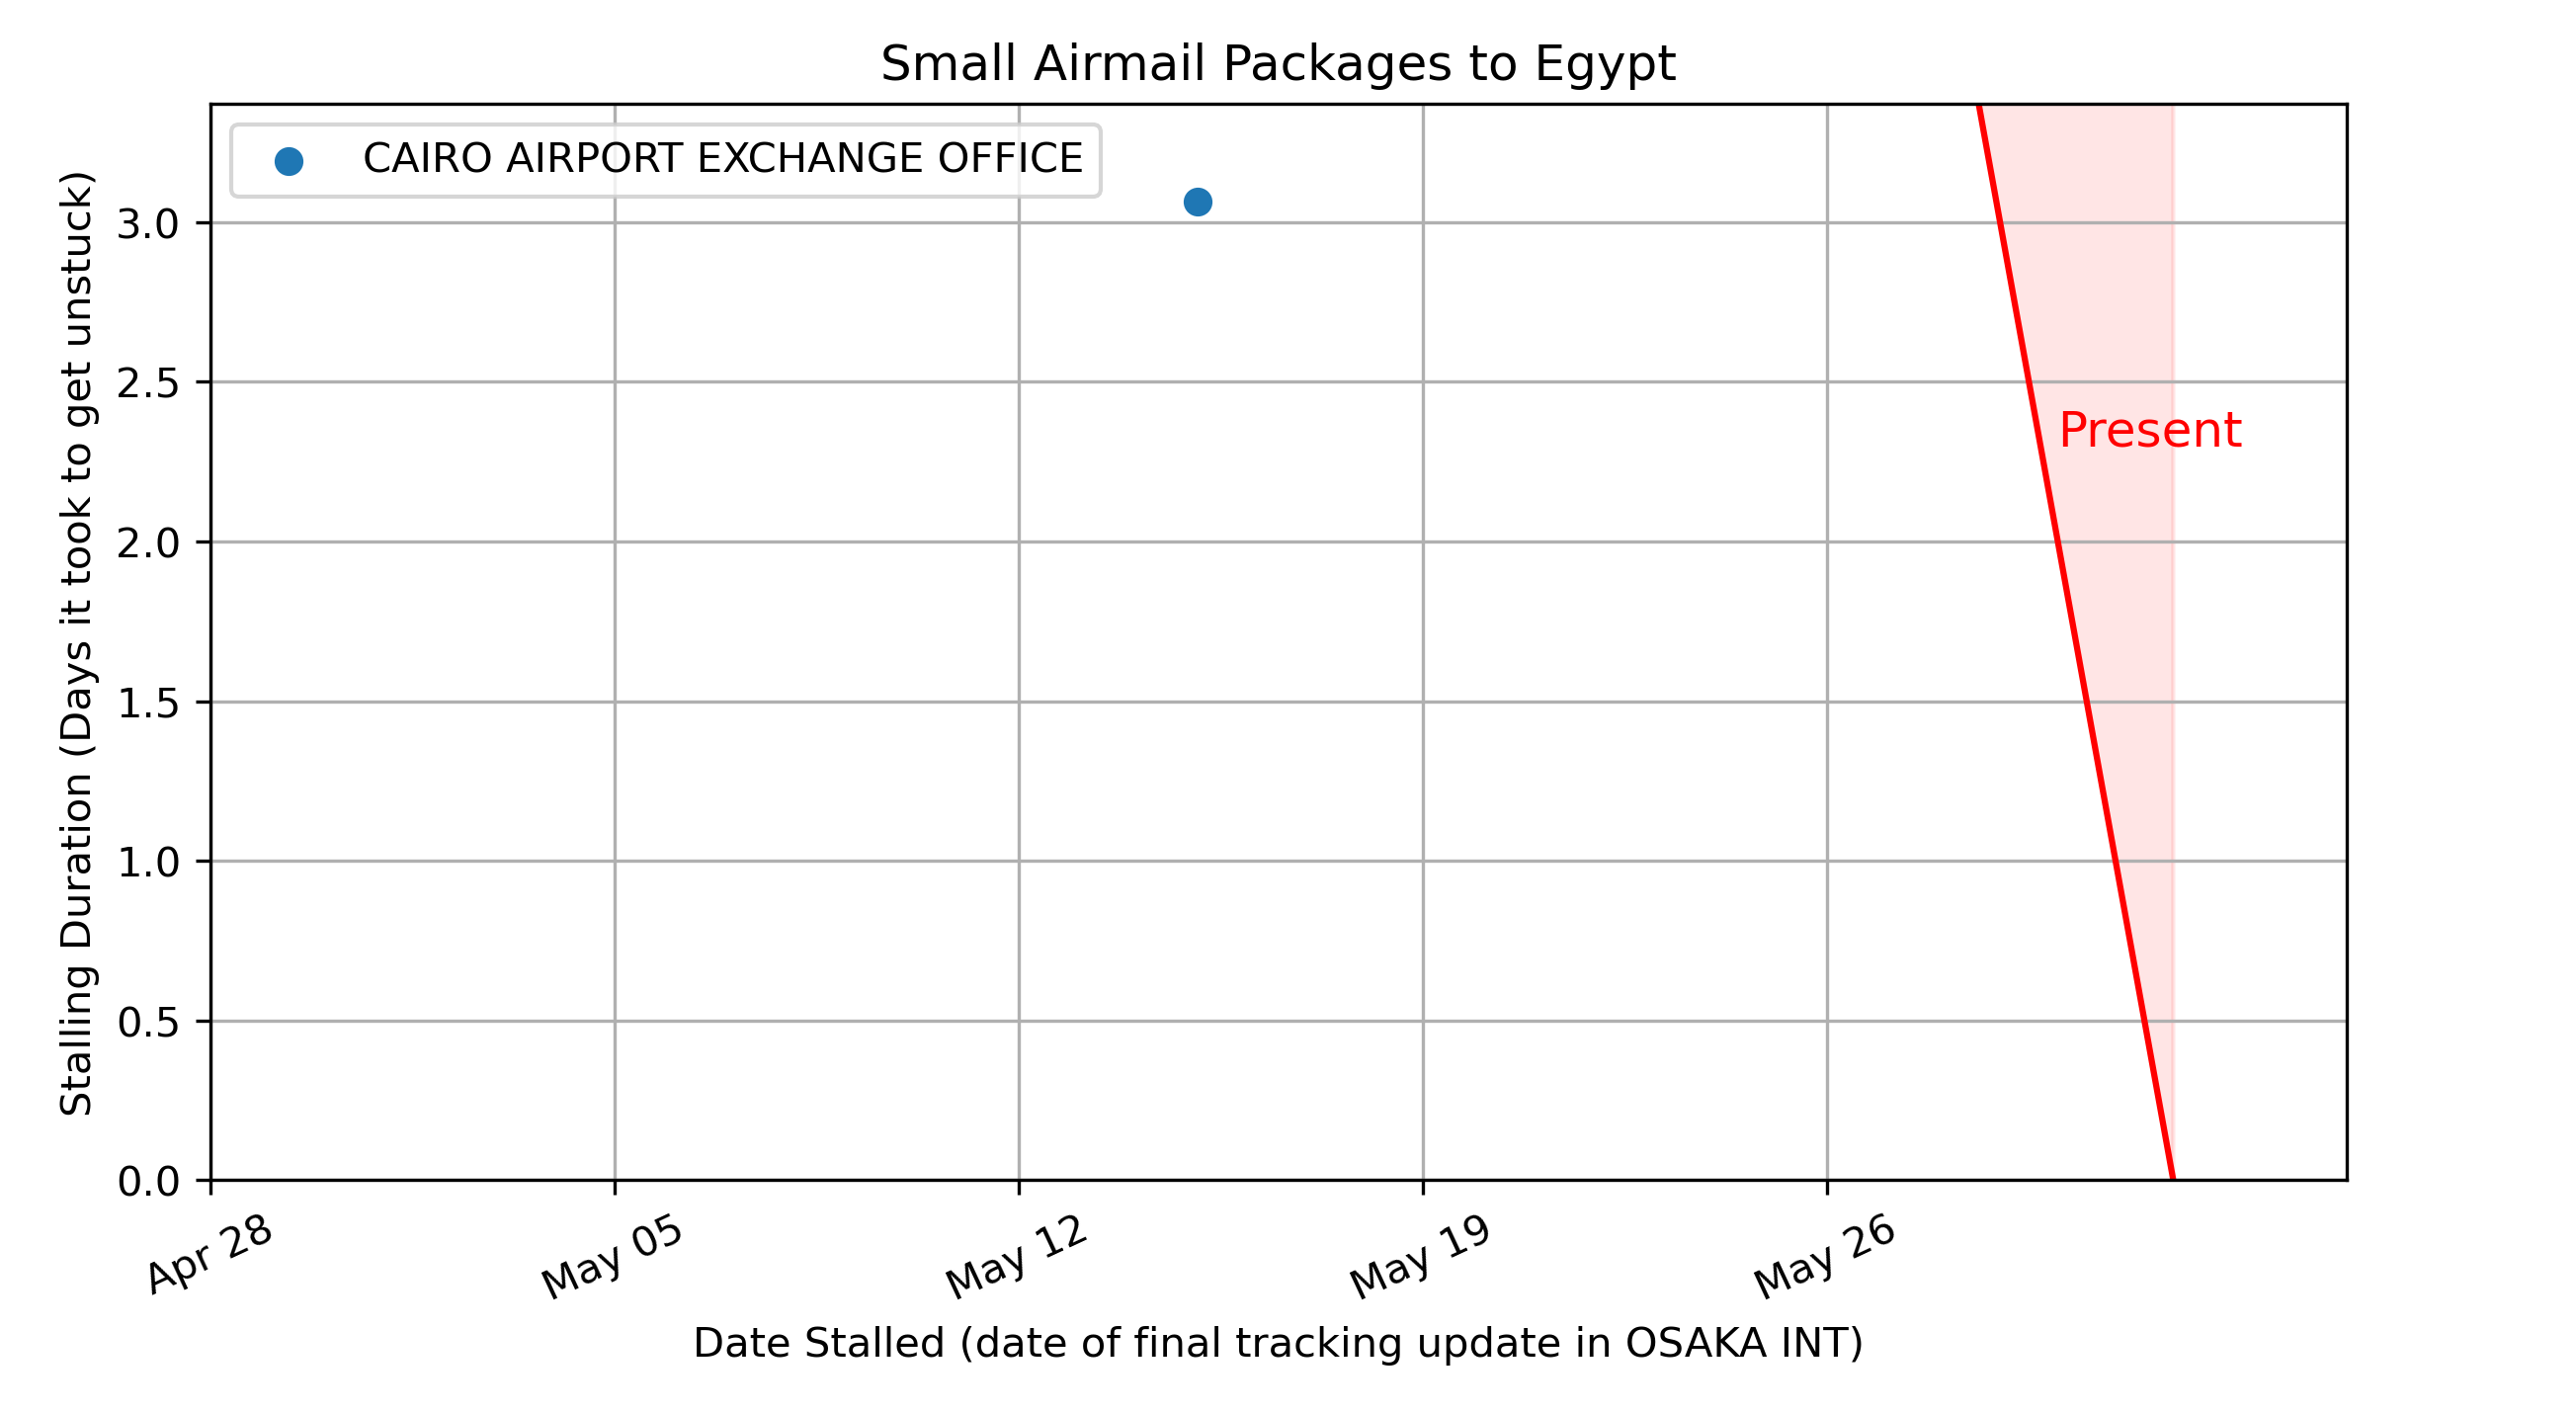 Small Airmail Packages to Egypt
CAIRO AIRPORT EXCHANGE OFFICE
Stalling Duration (Days it took to get unstuck)
3.0
2.5
2.0
1.5
1.0
0.5
0.0
Present
Apr 28
May 05
May 12
May 19
May 26
Date Stalled (date of final tracking update in OSAKA INT)